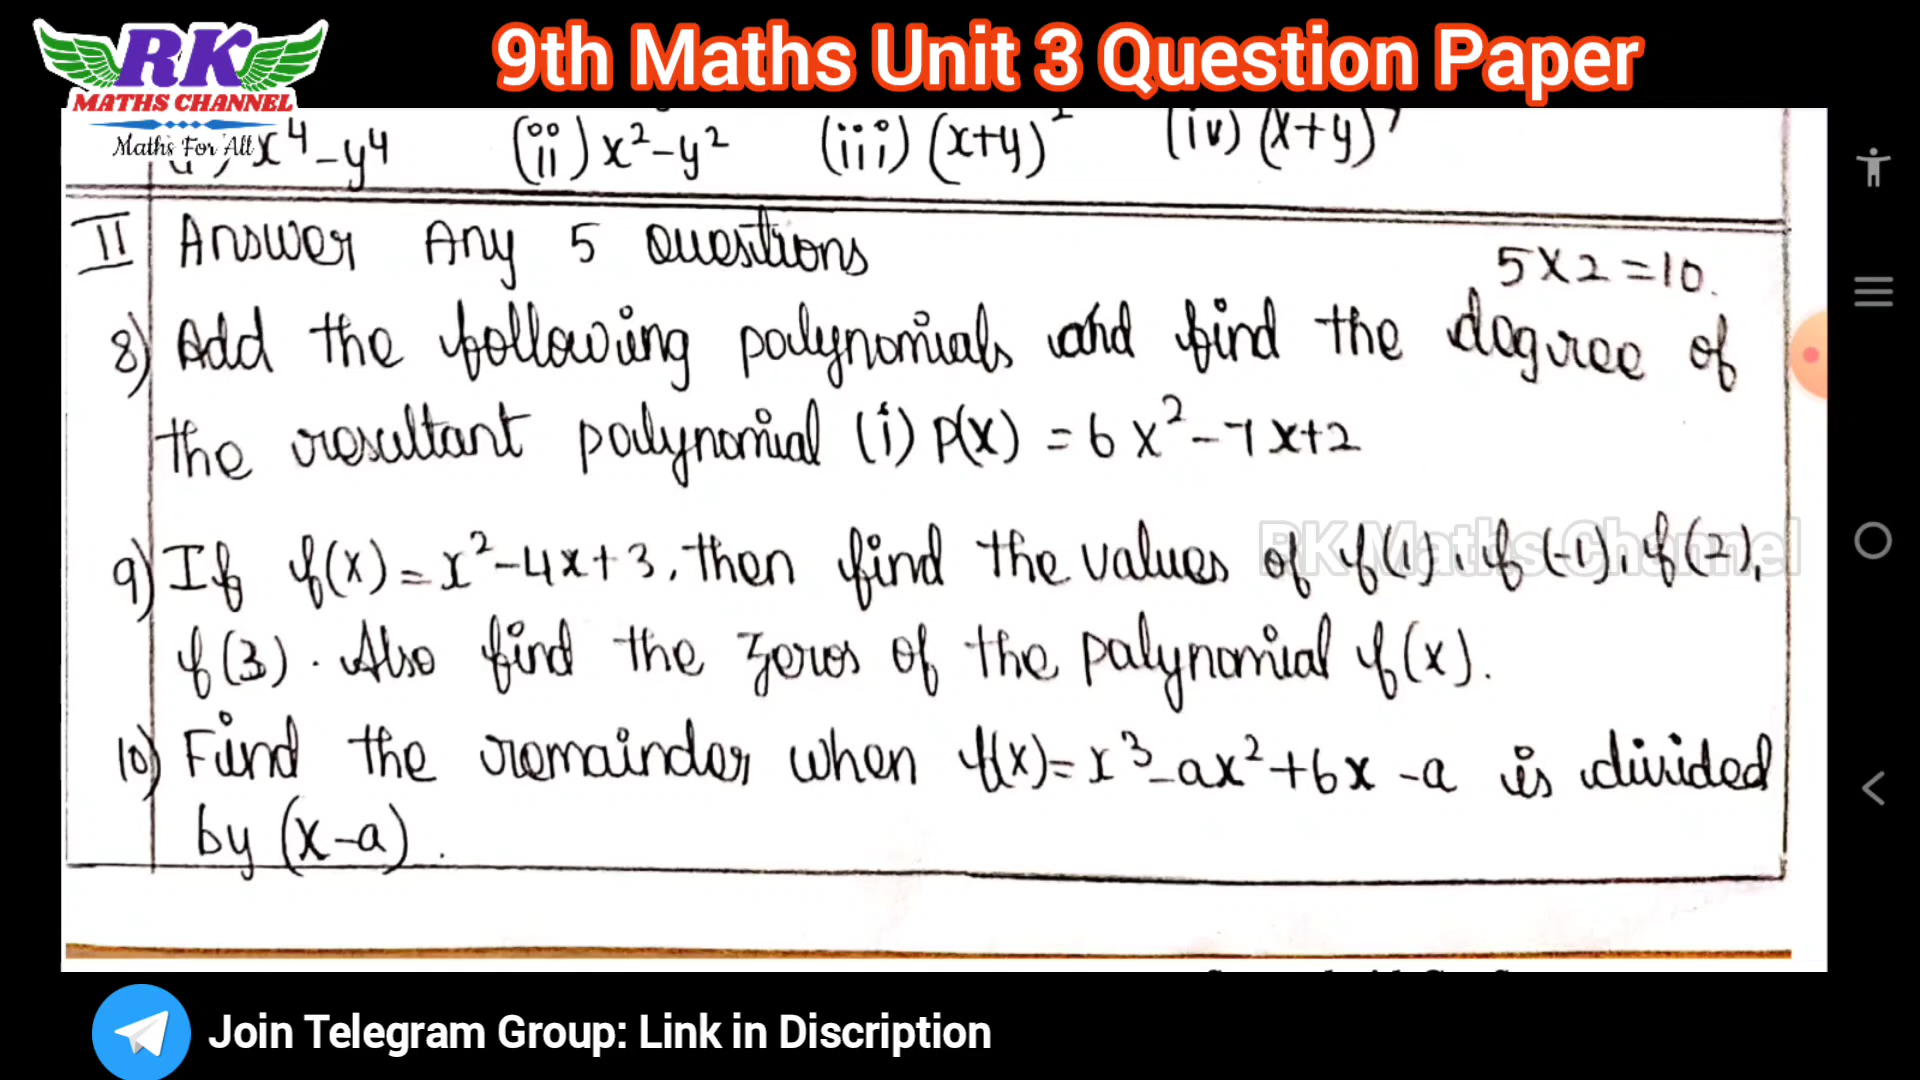 RK
MATHS CHANNEL
Maths For All
9th Maths Unit 3 Question Paper
x⁴-y⁴ (ii) x²-y² (iii) (x+y)² (iv) (x+y)
II Answer Any 5 Questions
5X2=10.
8) Add the following polynomials and find the degree of
the resultant polynomial (i) P(x) = 6x²-7x+2
9) If f(x)=x²-4x+3, then find the values of f(1), f(-1), f(2),
RK Maths Channel
f(3). Also find the zeros of the polynomial f(x).
10) Find the remainder when f(x)=x³-ax²+6x-a is divided
by (x-a).
Join Telegram Group: Link in Discription